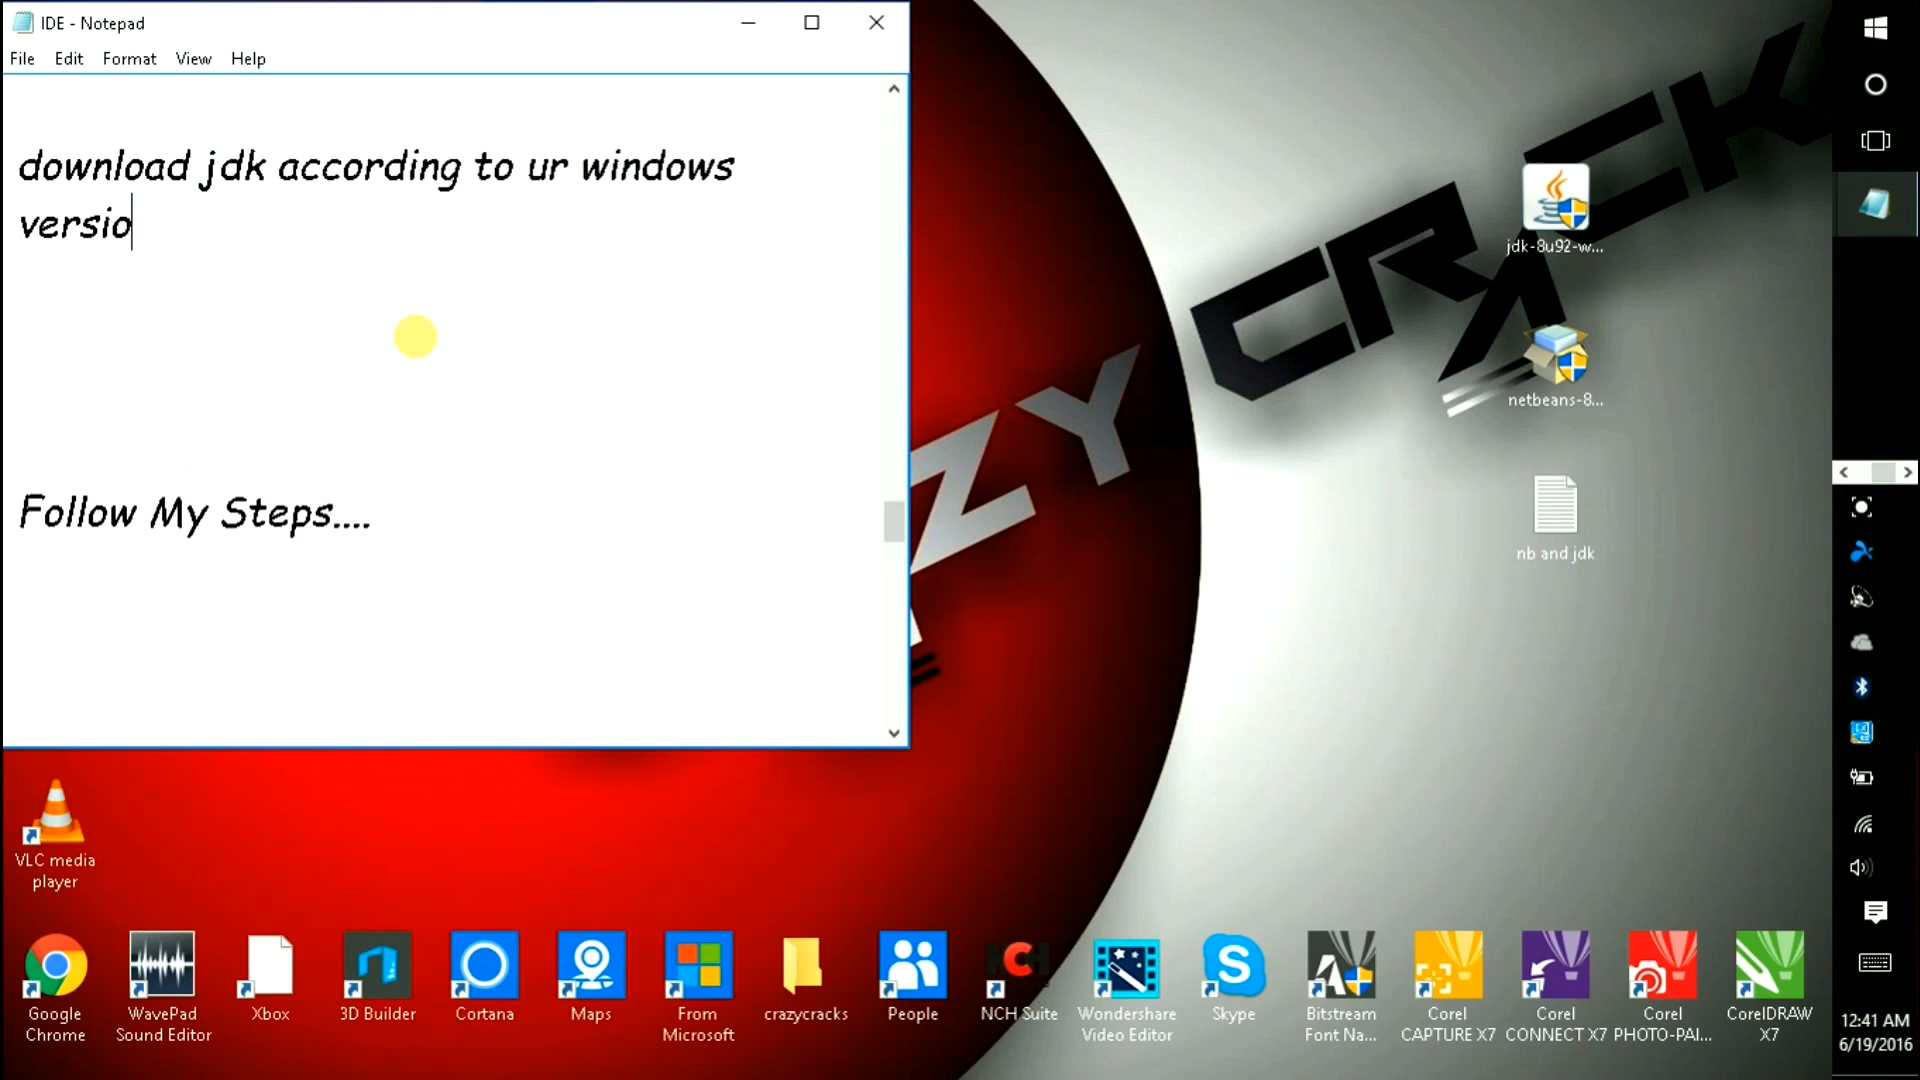 IDE - Notepad
File Edit Format View Help
download jdk according to ur windows
versio
Follow My Steps....
CRACK
ZY
jdk-8u92-w...
netbeans-8...
nb and jdk
VLC media
player
Google
Chrome
WavePad
Sound Editor
Xbox
3D Builder
Cortana
Maps
From
Microsoft
crazycracks
People
NCH Suite
Wondershare
Video Editor
Skype
Bitstream
Font Na...
Corel
CAPTURE X7
Corel
CONNECT X7
Corel
PHOTO-PAI...
CorelDRAW
X7
12:41 AM
6/19/2016